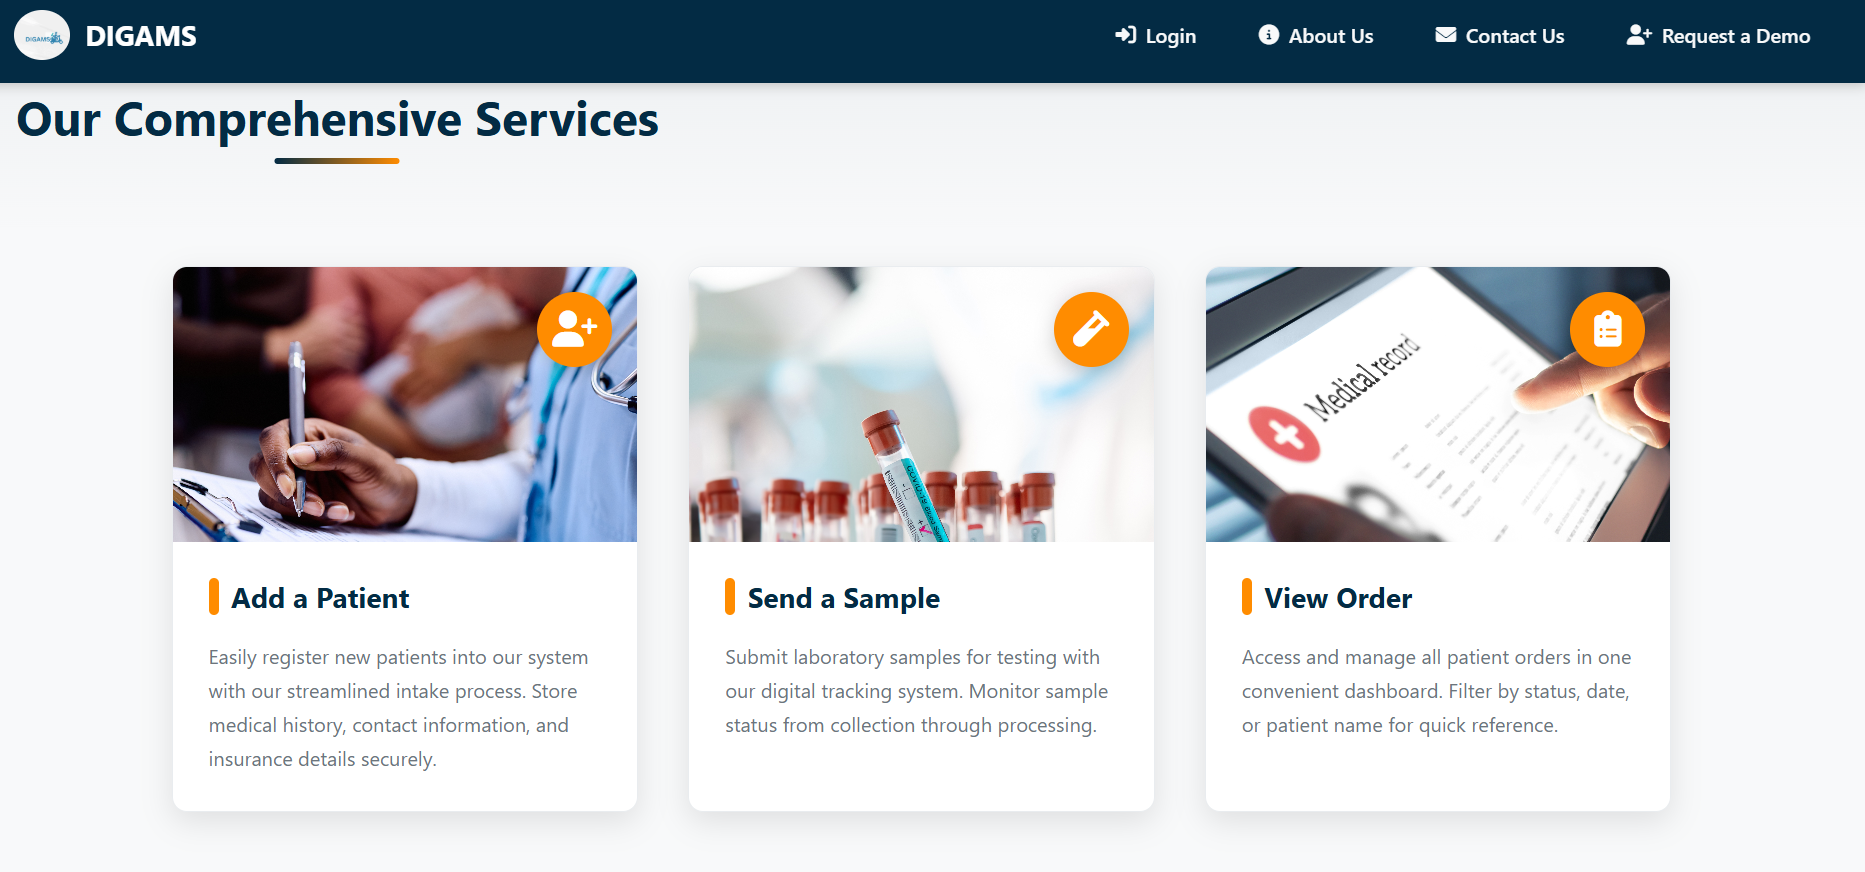 DIGAMS
DIGAMS
Login
About Us
Contact Us
Request a Demo
Our Comprehensive Services
COVID-19
Medical record
Add a Patient
Easily register new patients into our system
with our streamlined intake process. Store
medical history, contact information, and
insurance details securely.
Send a Sample
Submit laboratory samples for testing with
our digital tracking system. Monitor sample
status from collection through processing.
View Order
Access and manage all patient orders in one
convenient dashboard. Filter by status, date,
or patient name for quick reference.